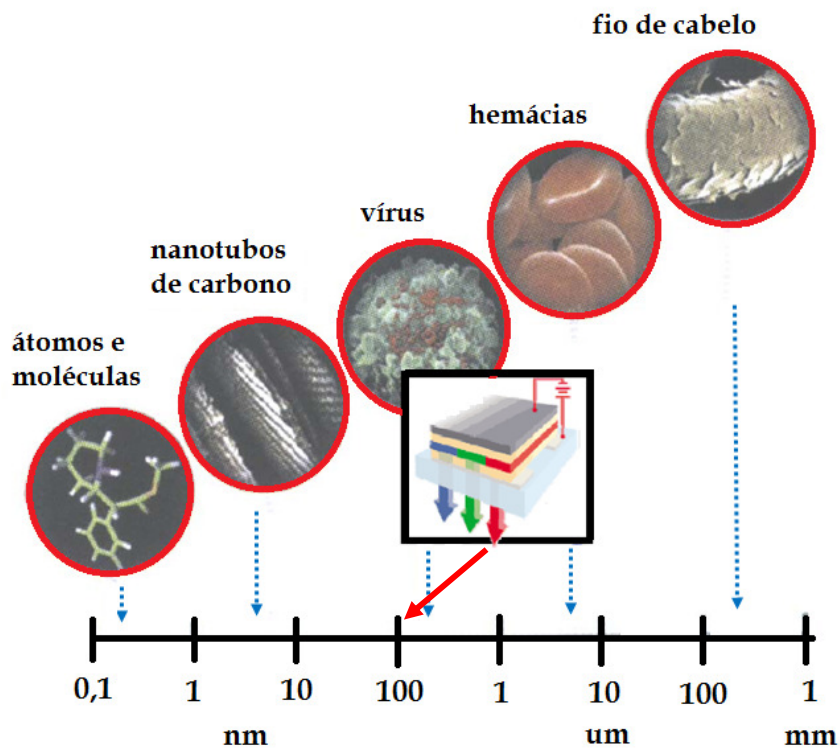 fio de cabelo
hemácias
vírus
nanotubos
de carbono
átomos e
moléculas
0,1 1 10 100 1 10 100 1
nm um mm